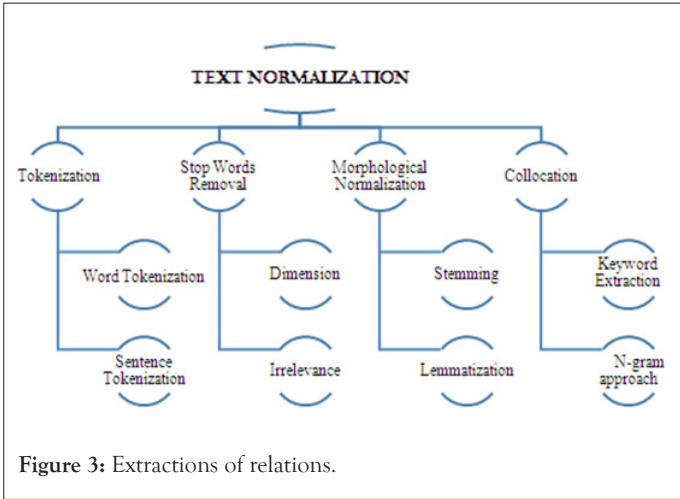 TEXT NORMALIZATION
Tokenization
Stop Words
Removal
Morphological
Normalization
Collocation
Word Tokenization
Dimension
Stemming
Keyword
Extraction
Sentence
Tokenization
Irrelevance
Lemmatization
N-gram
approach
Figure 3: Extractions of relations.